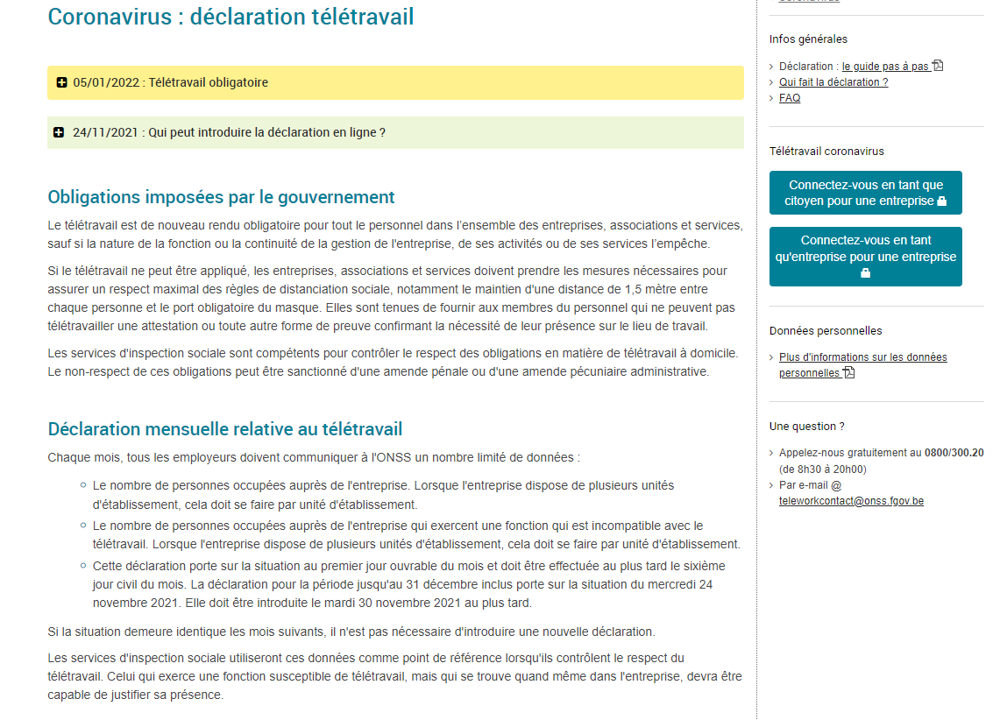 Coronavirus : déclaration télétravail
05/01/2022 : Télétravail obligatoire
24/11/2021 : Qui peut introduire la déclaration en ligne ?
Obligations imposées par le gouvernement
Le télétravail est de nouveau rendu obligatoire pour tout le personnel dans l'ensemble des entreprises, associations et services,
sauf si la nature de la fonction ou la continuité de la gestion de l'entreprise, de ses activités ou de ses services l'empêche.
Si le télétravail ne peut être appliqué, les entreprises, associations et services doivent prendre les mesures nécessaires pour
assurer un respect maximal des règles de distanciation sociale, notamment le maintien d'une distance de 1,5 mètre entre
chaque personne et le port obligatoire du masque. Elles sont tenues de fournir aux membres du personnel qui ne peuvent pas
télétravailler une attestation ou toute autre forme de preuve confirmant la nécessité de leur présence sur le lieu de travail.
Les services d'inspection sociale sont compétents pour contrôler le respect des obligations en matière de télétravail à domicile.
Le non-respect de ces obligations peut être sanctionné d'une amende pénale ou d'une amende pécuniaire administrative.
Déclaration mensuelle relative au télétravail
Chaque mois, tous les employeurs doivent communiquer à l'ONSS un nombre limité de données :
Le nombre de personnes occupées auprès de l'entreprise. Lorsque l'entreprise dispose de plusieurs unités
d'établissement, cela doit se faire par unité d'établissement.
Le nombre de personnes occupées auprès de l'entreprise qui exercent une fonction qui est incompatible avec le
télétravail. Lorsque l'entreprise dispose de plusieurs unités d'établissement, cela doit se faire par unité d'établissement.
Cette déclaration porte sur la situation au premier jour ouvrable du mois et doit être effectuée au plus tard le sixième
jour civil du mois. La déclaration pour la période jusqu'au 31 décembre inclus porte sur la situation du mercredi 24
novembre 2021. Elle doit être introduite le mardi 30 novembre 2021 au plus tard.
Si la situation demeure identique les mois suivants, il n'est pas nécessaire d'introduire une nouvelle déclaration.
Les services d'inspection sociale utiliseront ces données comme point de référence lorsqu'ils contrôlent le respect du
télétravail. Celui qui exerce une fonction susceptible de télétravail, mais qui se trouve quand même dans l'entreprise, devra être
capable de justifier sa présence.
Infos générales
Déclaration : le guide pas à pas
Qui fait la déclaration ?
FAQ
Télétravail coronavirus
Connectez-vous en tant que
citoyen pour une entreprise
Connectez-vous en tant
qu'entreprise pour une entreprise
Données personnelles
Plus d'informations sur les données
personnelles
Une question ?
Appelez-nous gratuitement au 0800/300.20
(de 8h30 à 20h00)
Par e-mail @
teleworkcontact@onss.fgov.be